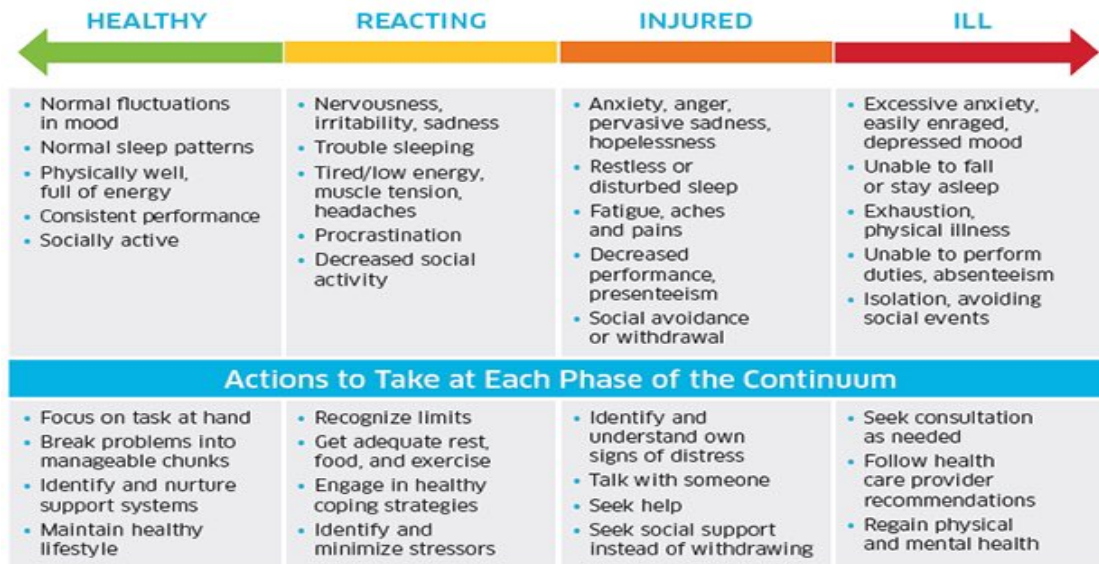 HEALTHY
REACTING
INJURED
ILL
• Normal fluctuations
in mood
• Normal sleep patterns
• Physically well,
full of energy
• Consistent performance
• Socially active
• Nervousness,
irritability, sadness
• Trouble sleeping
• Tired/low energy,
muscle tension,
headaches
• Procrastination
• Decreased social
activity
• Anxiety, anger,
pervasive sadness,
hopelessness
• Restless or
disturbed sleep
• Fatigue, aches
and pains
• Decreased
performance,
presenteeism
• Social avoidance
or withdrawal
• Excessive anxiety,
easily enraged,
depressed mood
• Unable to fall
or stay asleep
• Exhaustion,
physical illness
• Unable to perform
duties, absenteeism
• Isolation, avoiding
social events
Actions to Take at Each Phase of the Continuum
• Focus on task at hand
• Break problems into
manageable chunks
• Identify and nurture
support systems
• Maintain healthy
lifestyle
• Recognize limits
• Get adequate rest,
food, and exercise
• Engage in healthy
coping strategies
• Identify and
minimize stressors
• Identify and
understand own
signs of distress
• Talk with someone
• Seek help
• Seek social support
instead of withdrawing
• Seek consultation
as needed
• Follow health
care provider
recommendations
• Regain physical
and mental health